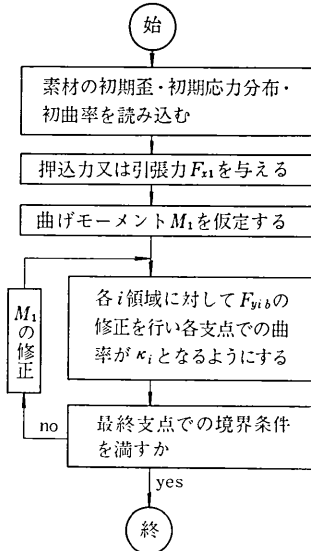 始
素材の初期歪・初期応力分布・
初曲率を読み込む
押込力又は引張力Fx1を与える
曲げモーメントM1を仮定する
各i領域に対してFyibの
修正を行い各支点での曲
率がκiとなるようにする
M1の修正
最終支点での境界条件
を満すか
no
yes
終